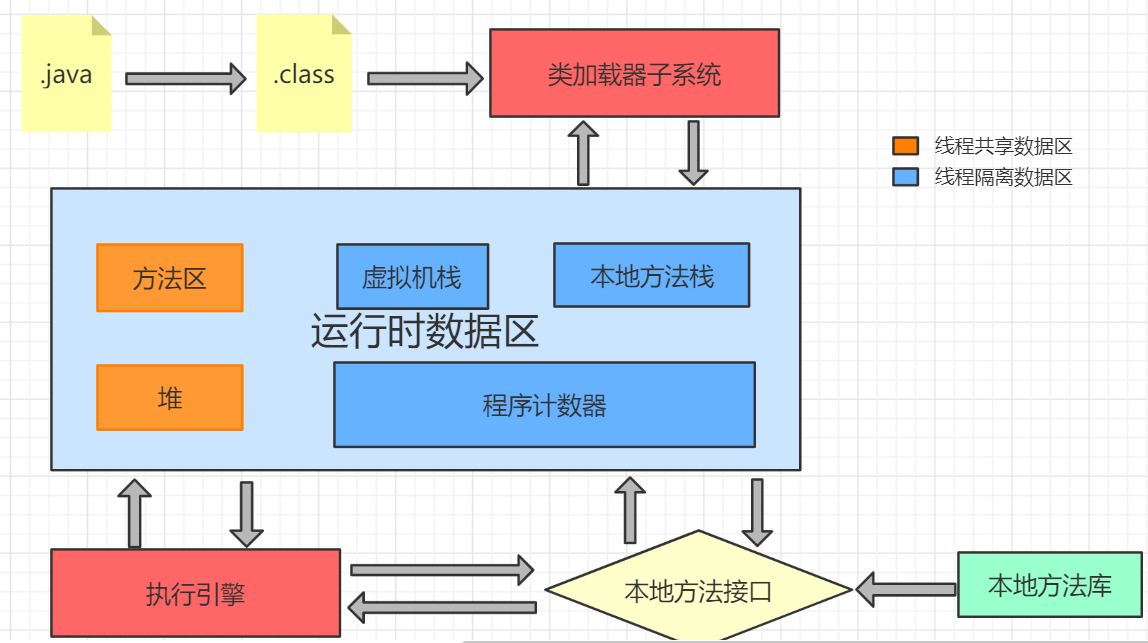 .java
.class
类加载器子系统
线程共享数据区
线程隔离数据区
方法区
虚拟机栈
本地方法栈
运行时数据区
堆
程序计数器
执行引擎
本地方法接口
本地方法库